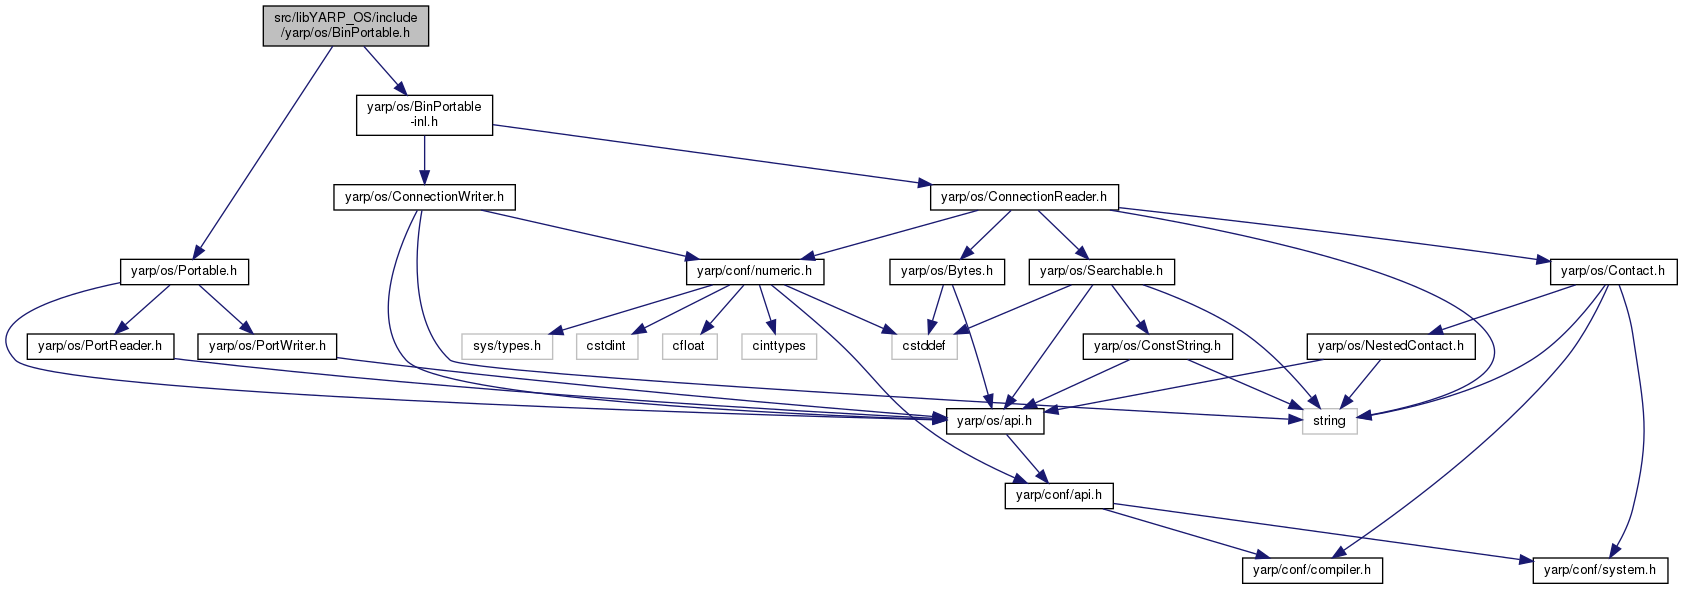 src/libYARP_OS/include
/yarp/os/BinPortable.h
yarp/os/BinPortable
-inl.h
yarp/os/ConnectionWriter.h
yarp/os/ConnectionReader.h
yarp/os/Portable.h
yarp/conf/numeric.h
yarp/os/Bytes.h
yarp/os/Searchable.h
yarp/os/Contact.h
yarp/os/PortReader.h
yarp/os/PortWriter.h
sys/types.h
cstdint
cfloat
cinttypes
cstddef
yarp/os/ConstString.h
yarp/os/NestedContact.h
yarp/os/api.h
string
yarp/conf/api.h
yarp/conf/compiler.h
yarp/conf/system.h